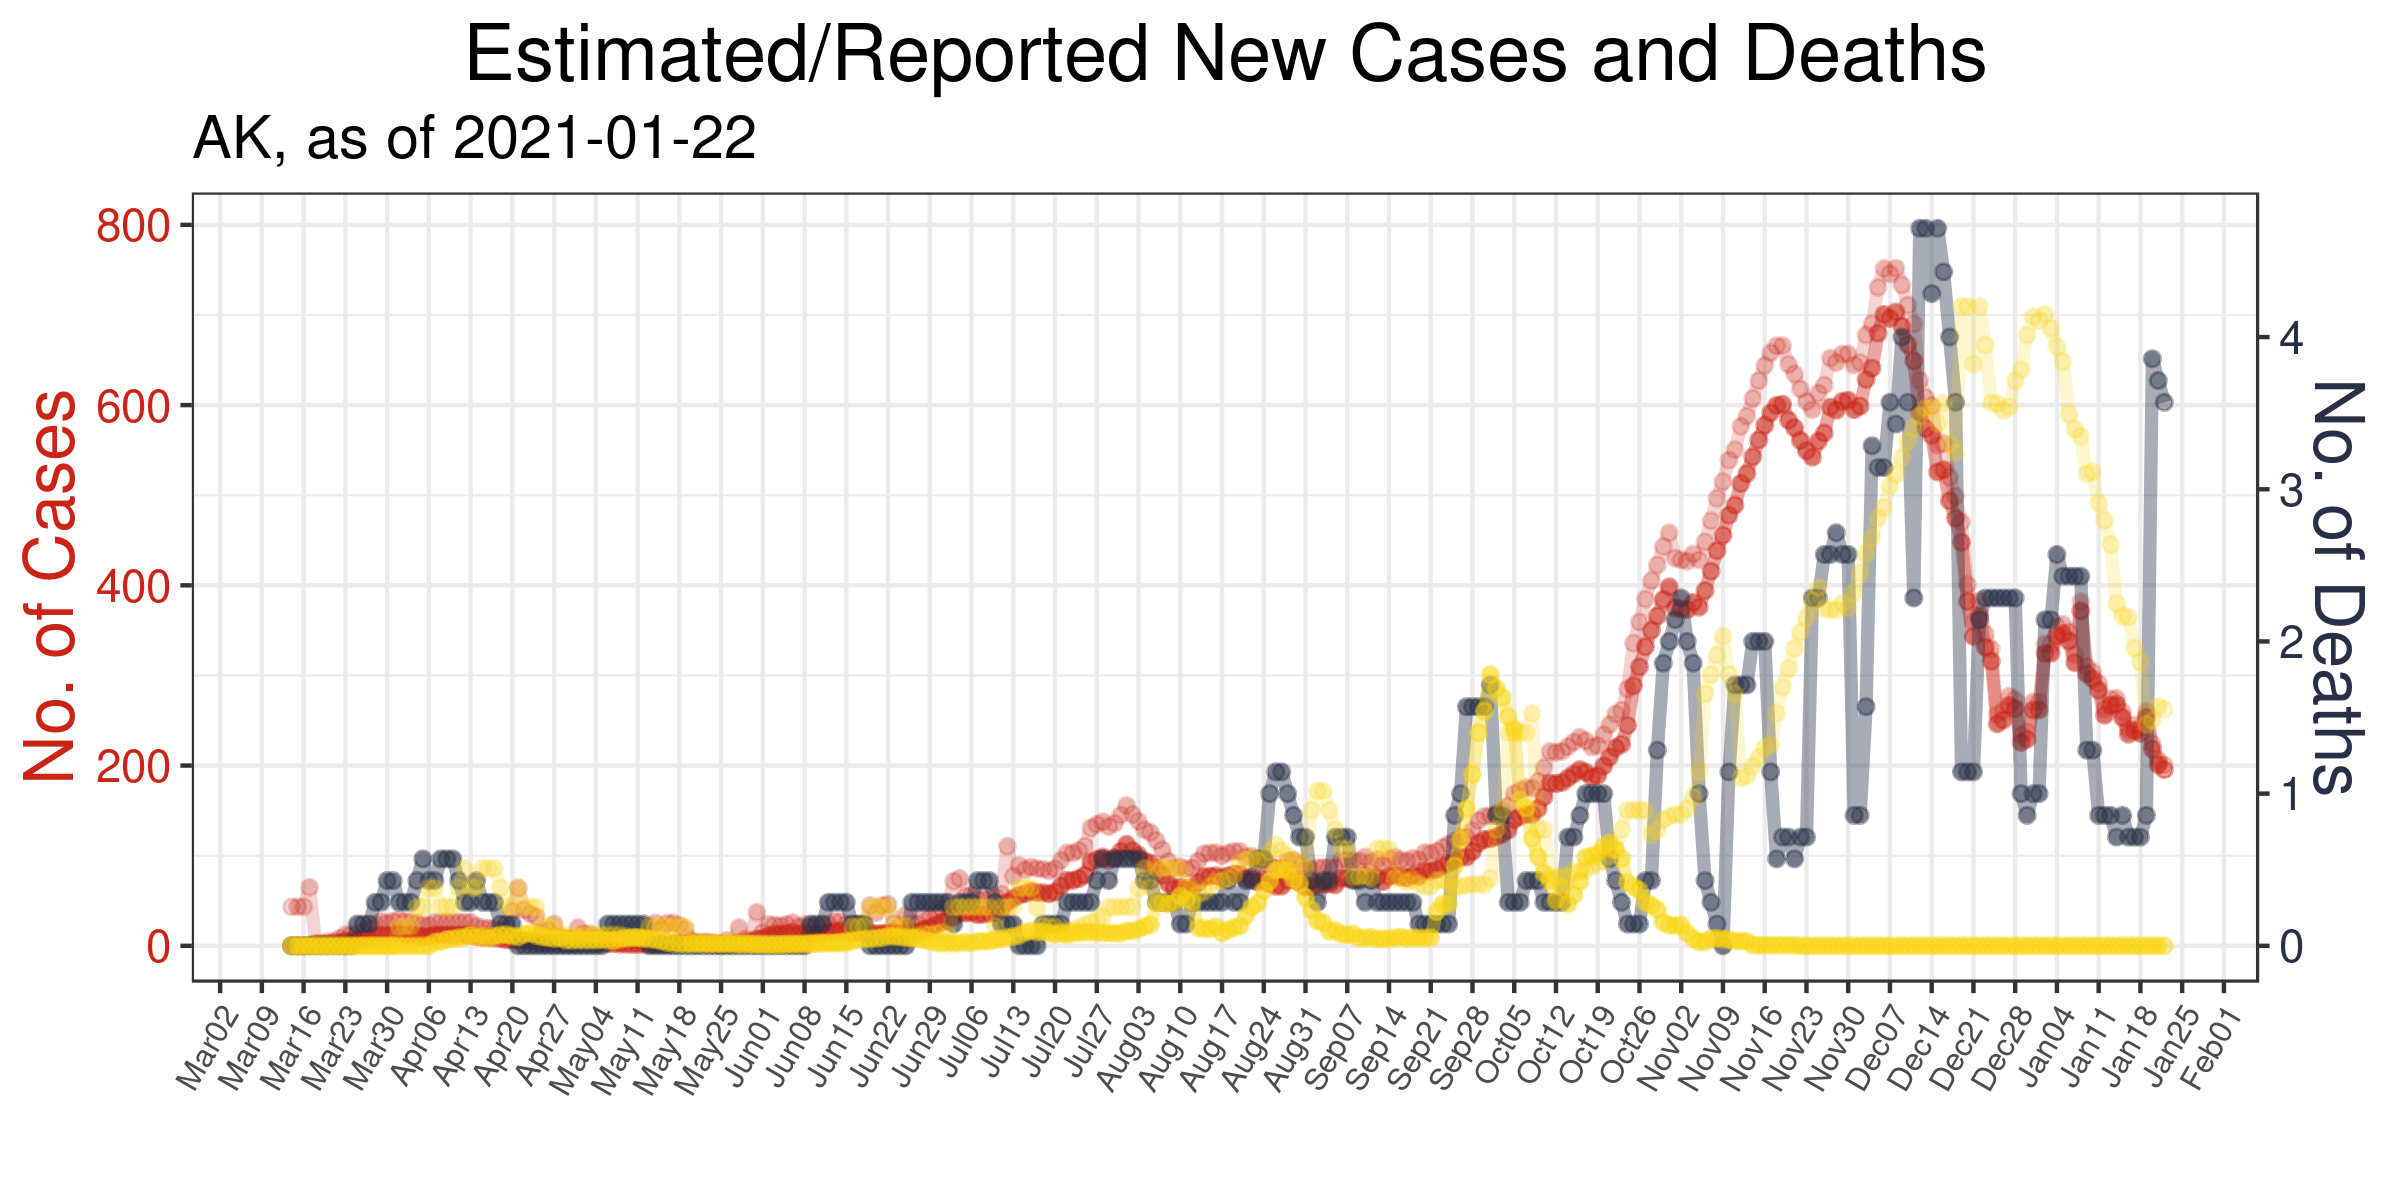 Estimated/Reported New Cases and Deaths
AK, as of 2021-01-22
No. of Cases
800
600
400
200
0
No. of Deaths
4
3
2
1
0
Mar02
Mar09
Mar16
Mar23
Mar30
Apr06
Apr13
Apr20
Apr27
May04
May11
May18
May25
Jun01
Jun08
Jun15
Jun22
Jun29
Jul06
Jul13
Jul20
Jul27
Aug03
Aug10
Aug17
Aug24
Aug31
Sep07
Sep14
Sep21
Sep28
Oct05
Oct12
Oct19
Oct26
Nov02
Nov09
Nov16
Nov23
Nov30
Dec07
Dec14
Dec21
Dec28
Jan04
Jan11
Jan18
Jan25
Feb01